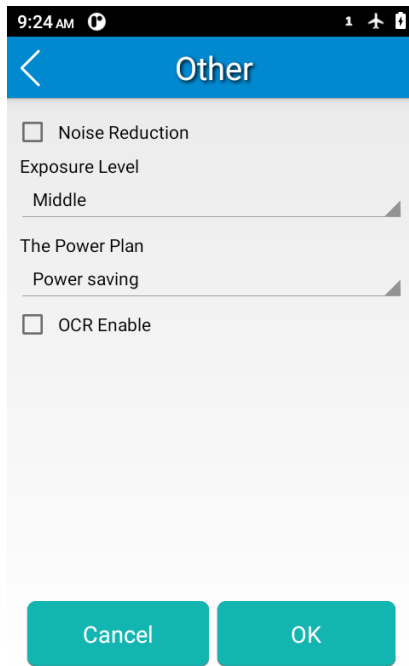 9:24 AM 1
Other
Noise Reduction
Exposure Level
Middle
The Power Plan
Power saving
OCR Enable
Cancel OK